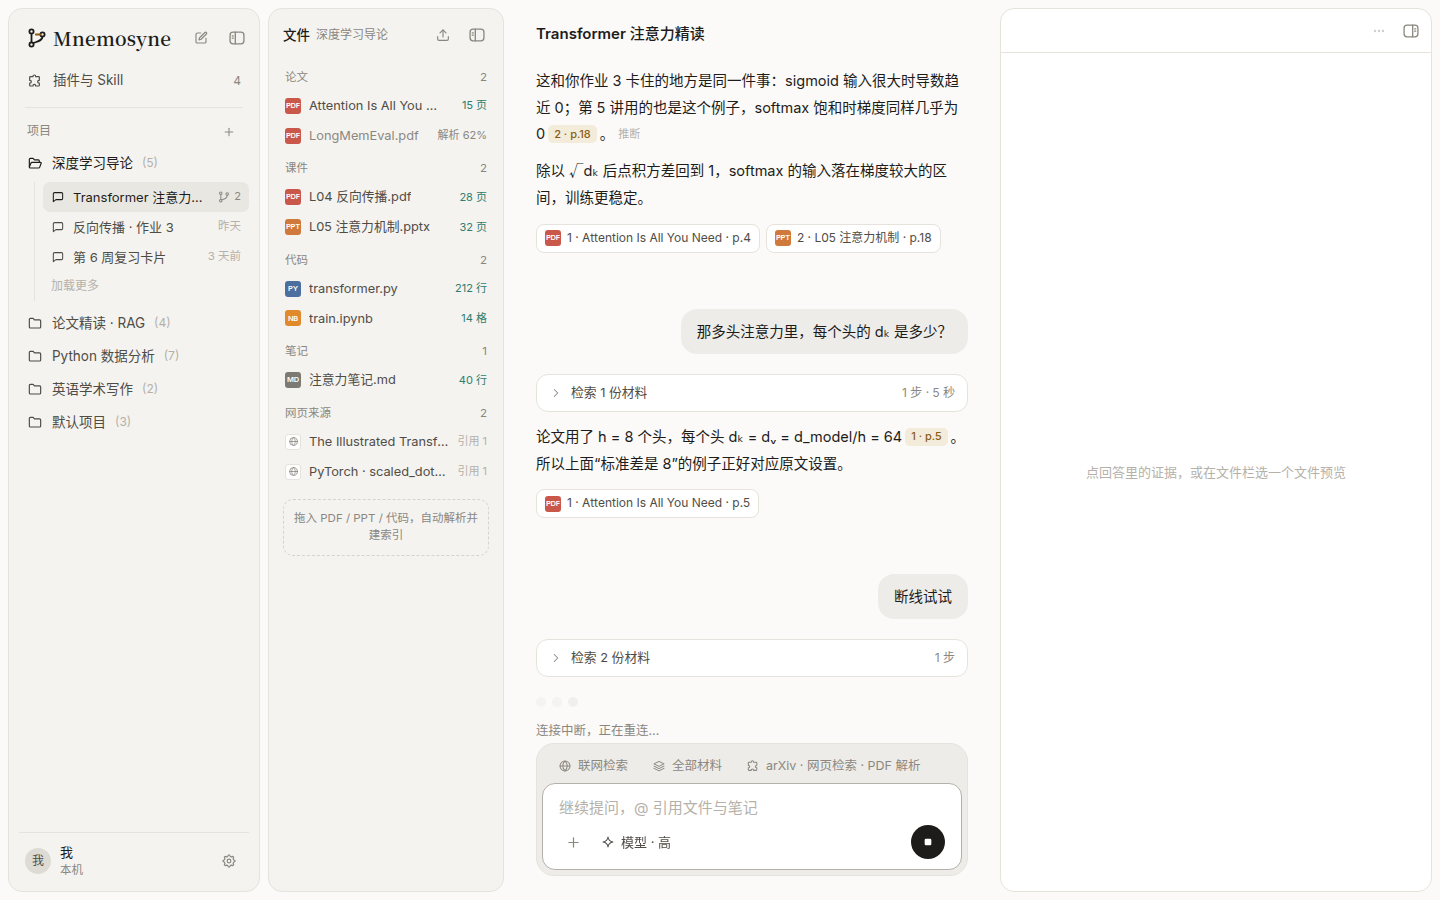 Mnemosyne
插件与 Skill 4
项目
深度学习导论 (5)
Transformer 注意力... 2
反向传播 · 作业 3 昨天
第 6 周复习卡片 3 天前
加载更多
论文精读 · RAG (4)
Python 数据分析 (7)
英语学术写作 (2)
默认项目 (3)
我 我
本机
文件 深度学习导论
论文 2
PDF Attention Is All You ... 15 页
PDF LongMemEval.pdf 解析 62%
课件 2
PDF L04 反向传播.pdf 28 页
PPT L05 注意力机制.pptx 32 页
代码 2
PY transformer.py 212 行
NB train.ipynb 14 格
笔记 1
MD 注意力笔记.md 40 行
网页来源 2
The Illustrated Transf... 引用 1
PyTorch · scaled_dot... 引用 1
拖入 PDF / PPT / 代码，自动解析并
建索引
Transformer 注意力精读
这和你作业 3 卡住的地方是同一件事：sigmoid 输入很大时导数趋
近 0；第 5 讲用的也是这个例子，softmax 饱和时梯度同样几乎为
0 2 · p.18 。 推断
除以 √dₖ 后点积方差回到 1，softmax 的输入落在梯度较大的区
间，训练更稳定。
PDF 1 · Attention Is All You Need · p.4 PPT 2 · L05 注意力机制 · p.18
那多头注意力里，每个头的 dₖ 是多少？
检索 1 份材料 1 步 · 5 秒
论文用了 h = 8 个头，每个头 dₖ = dᵥ = d_model/h = 64 1 · p.5 。
所以上面“标准差是 8”的例子正好对应原文设置。
PDF 1 · Attention Is All You Need · p.5
断线试试
检索 2 份材料 1 步
连接中断，正在重连...
联网检索 全部材料 arXiv · 网页检索 · PDF 解析
继续提问，@ 引用文件与笔记
模型 · 高
点回答里的证据，或在文件栏选一个文件预览